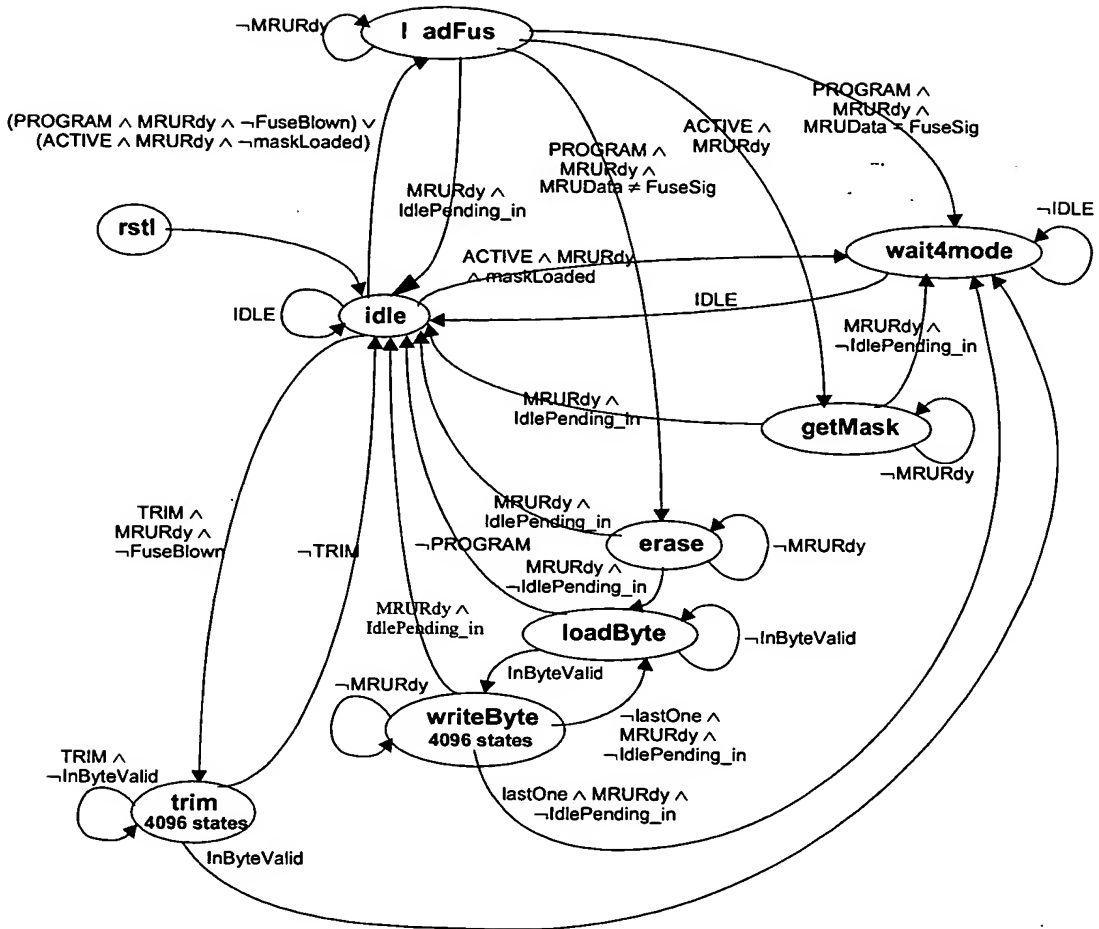 ¬MRURdy
l adFus
PROGRAM ∧
MRURdy ∧
MRUData = FuseSig
(PROGRAM ∧ MRURdy ∧ ¬FuseBlown) ∨
(ACTIVE ∧ MRURdy ∧ ¬maskLoaded)
ACTIVE ∧
MRURdy
PROGRAM ∧
MRURdy ∧
MRUData ≠ FuseSig
MRURdy ∧
IdlePending_in
rstl
¬IDLE
wait4mode
ACTIVE ∧ MRURdy
∧ maskLoaded
IDLE
IDLE
idle
MRURdy ∧
¬IdlePending_in
MRURdy ∧
IdlePending_in
getMask
¬MRURdy
TRIM ∧
MRURdy ∧
¬FuseBlown
¬TRIM
MRURdy ∧
IdlePending_in
¬PROGRAM
erase
¬MRURdy
MRURdy ∧
¬IdlePending_in
MRURdy ∧
IdlePending_in
loadByte
¬InByteValid
InByteValid
¬MRURdy
writeByte
4096 states
¬lastOne ∧
MRURdy ∧
¬IdlePending_in
TRIM ∧
¬InByteValid
trim
4096 states
lastOne ∧ MRURdy ∧
¬IdlePending_in
InByteValid